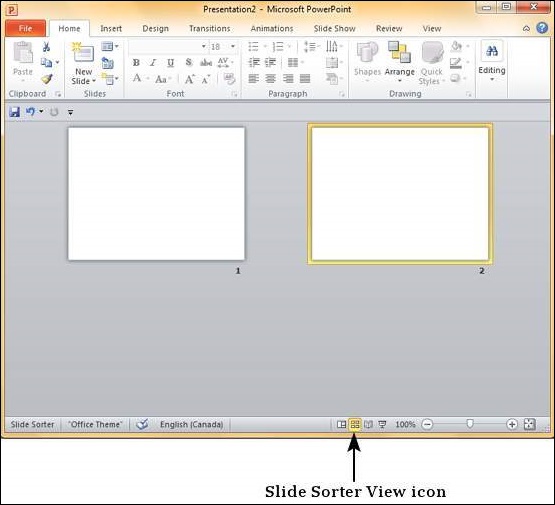 Presentation2 - Microsoft PowerPoint
File Home Insert Design Transitions Animations Slide Show Review View
Paste New Slide 18 B I U S abc AV Aa A A A Shapes Arrange Quick Styles Editing
Clipboard Slides Font Paragraph Drawing
1 2
Slide Sorter "Office Theme" English (Canada) 100%
Slide Sorter View icon